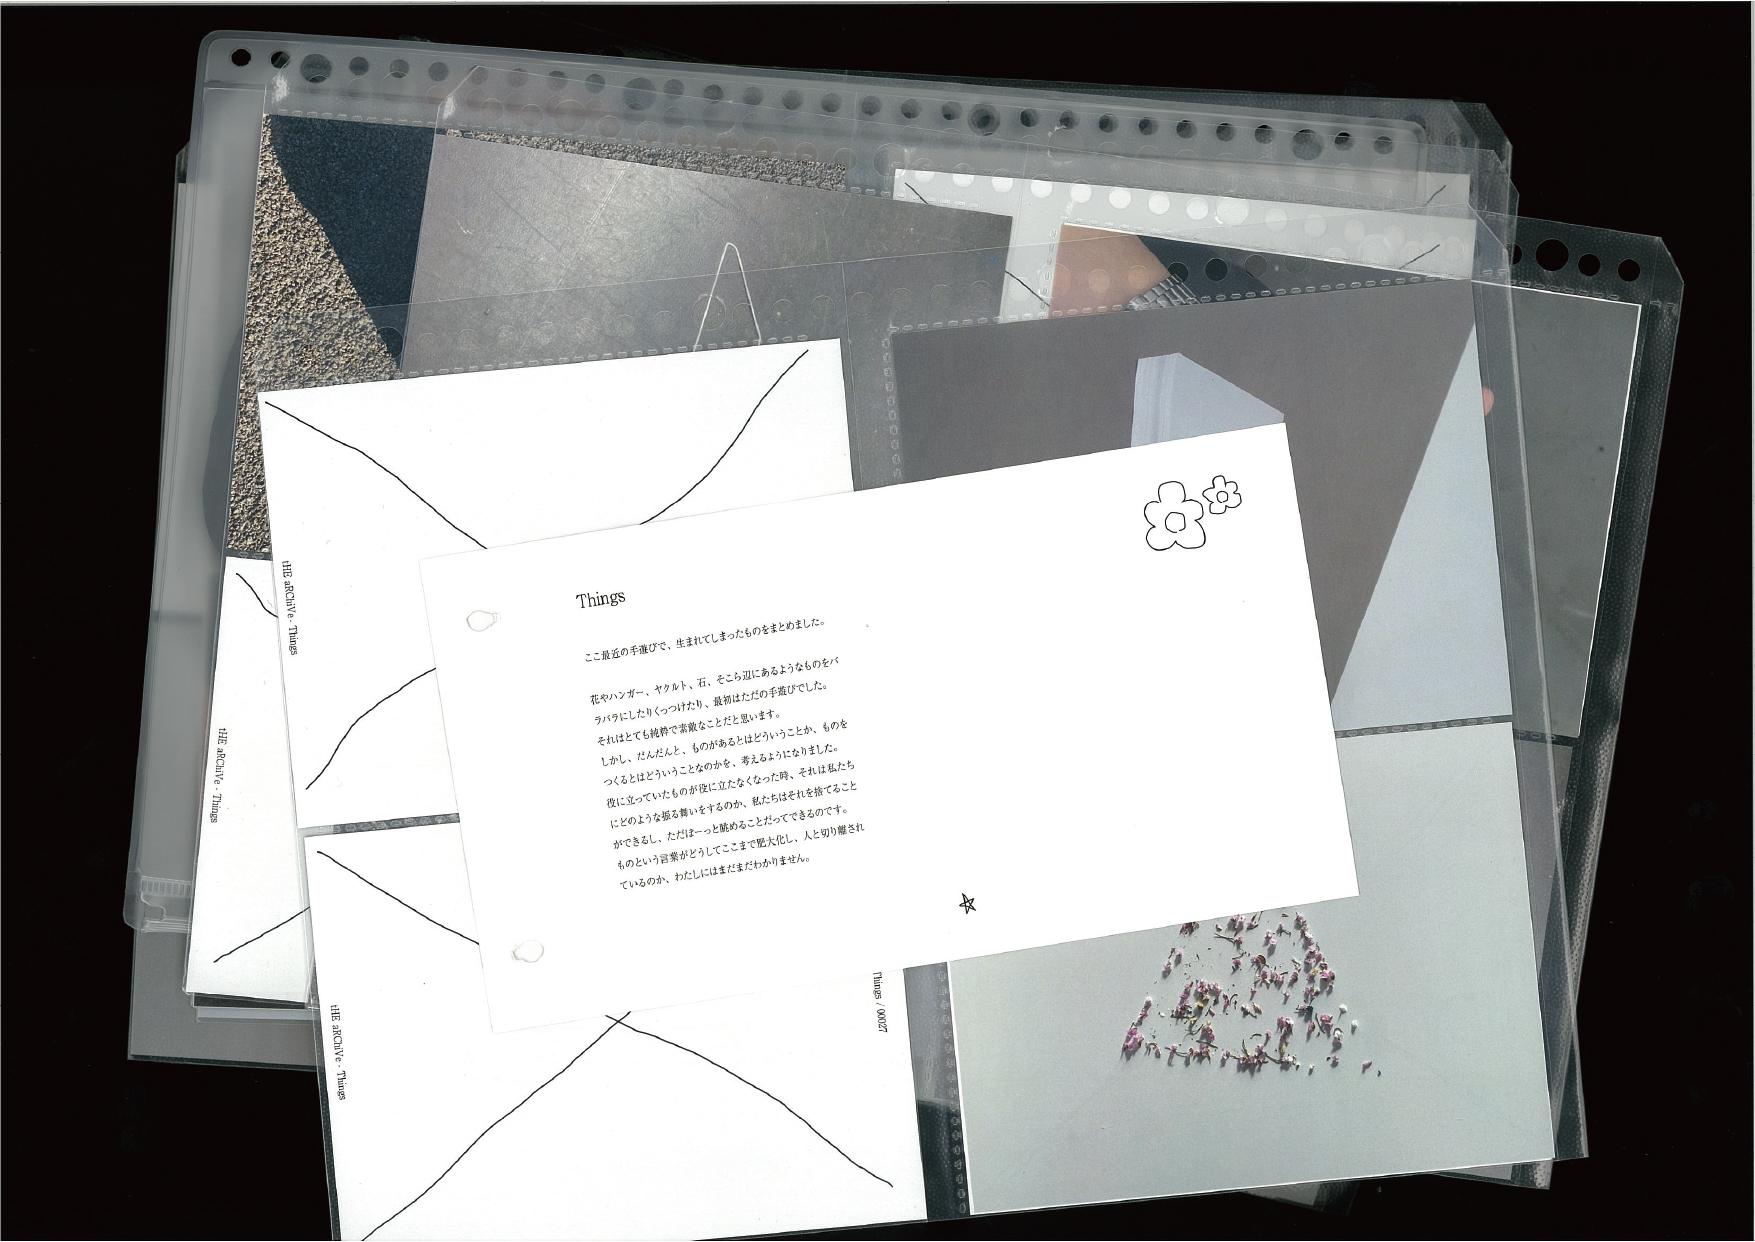 Things
ここ最近の手遊びで、生まれてしまったものをまとめました。
花やハンガー、ヤクルト、石、そこら辺にあるようなものをバ
ラバラにしたりくっつけたり、最初はただの手遊びでした。
それはとても純粋で素敵なことだと思います。
しかし、だんだんと、ものがあるとはどういうことか、ものを
つくるとはどういうことなのかを、考えるようになりました。
役に立っていたものが役に立たなくなった時、それは私たち
にどのような振る舞いをするのか、私たちはそれを捨てること
ができるし、ただぼーっと眺めることだってできるのです。
ものという言葉がどうしてここまで肥大化し、人と切り離され
ているのか、わたしにはまだまだわかりません。
tHE aRChiVe - Things
tHE aRChiVe - Things
tHE aRChiVe - Things
Things / 00027